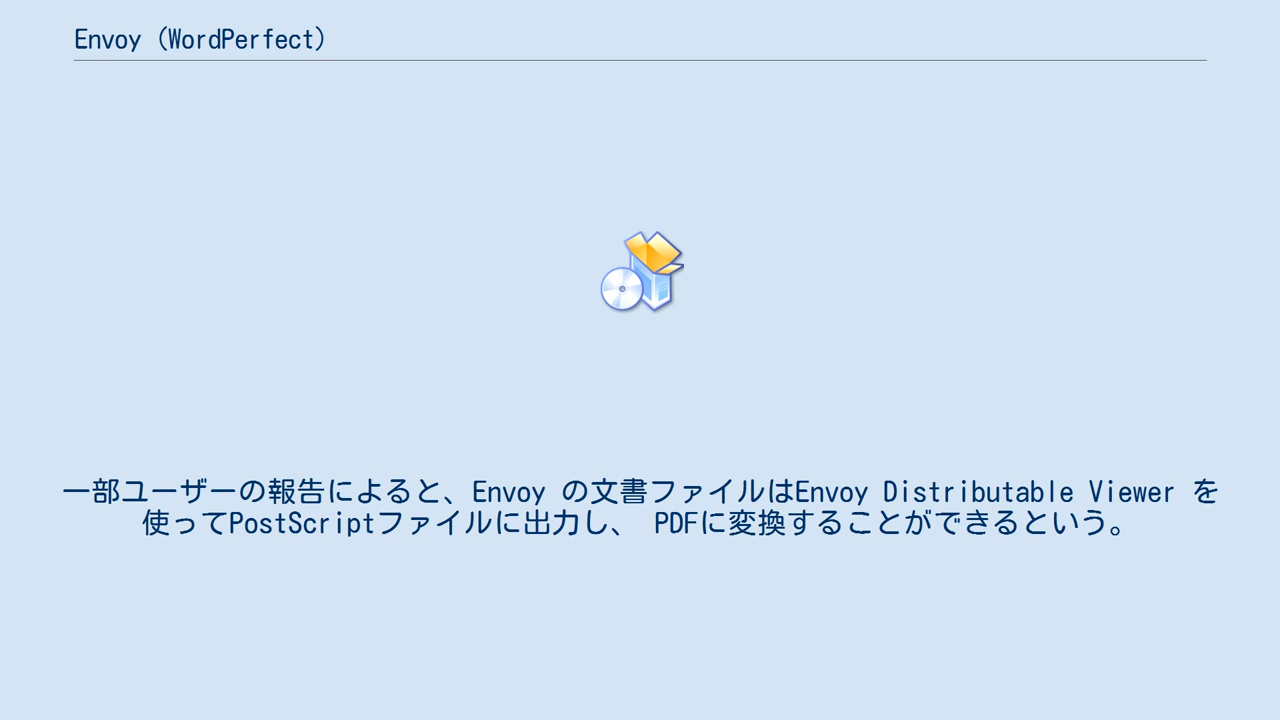 Envoy（WordPerfect）
一部ユーザーの報告によると、Envoy の文書ファイルはEnvoy Distributable Viewer を
使ってPostScriptファイルに出力し、 PDFに変換することができるという。